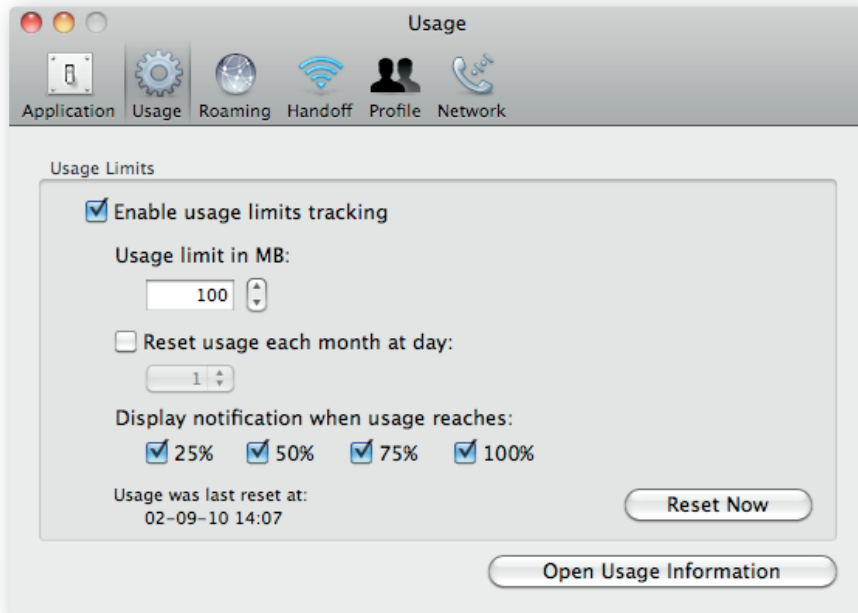 Usage
Application Usage Roaming Handoff Profile Network
Usage Limits
Enable usage limits tracking
Usage limit in MB:
100
Reset usage each month at day:
1
Display notification when usage reaches:
25% 50% 75% 100%
Usage was last reset at:
02-09-10 14:07
Reset Now
Open Usage Information